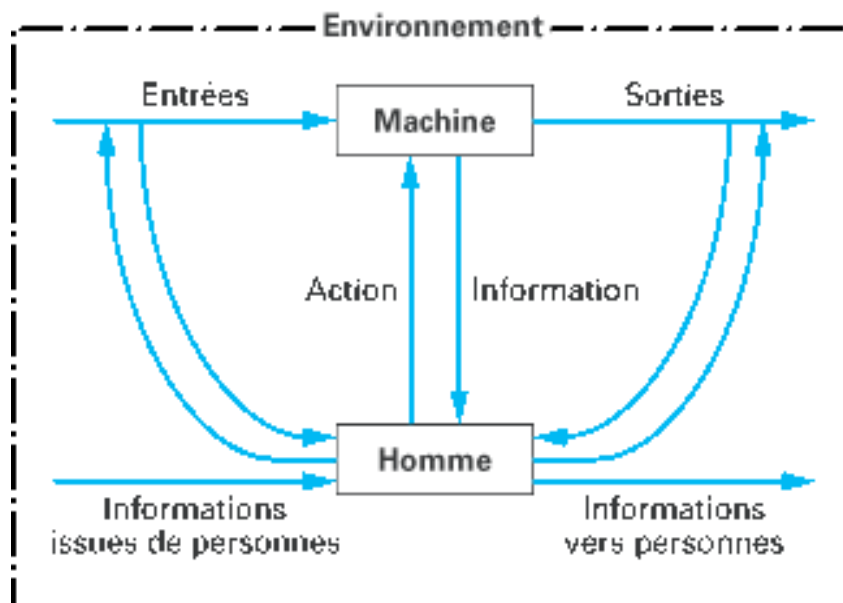 Environnement
Entrées
Machine
Sorties
Action
Information
Homme
Informations
issues de personnes
Informations
vers personnes